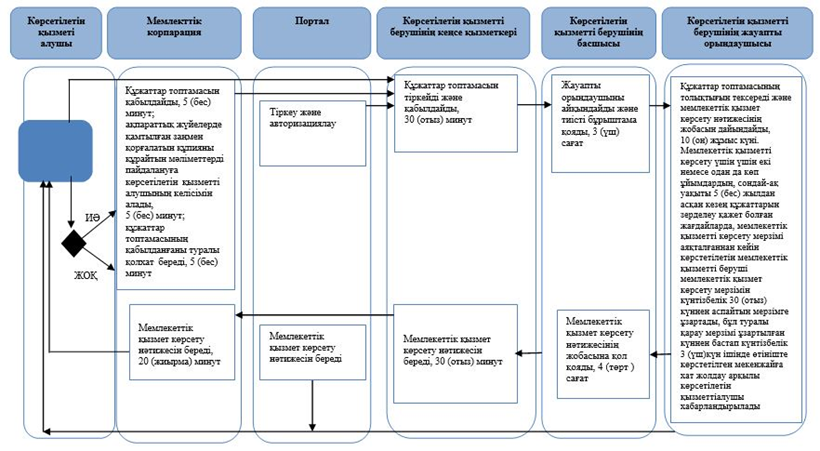 Көрсетілетін
қызметі
алушы
Мемлекттік
корпарация
Портал
Көрсетілетін қызметті
берушінің кеңсе қызметкері
Көрсетілетін
қызметті берушінің
басшысы
Көрсетілетін қызметті
берушінің жауапты
орындаушысы
Құжаттар топтамасын
қабылдайды, 5 (бес)
минут;
ақпараттық жүйелерде
қамтылған заңмен
қорғалатын құпияны
құрайтын мәліметтерді
пайдалануға
көрсетілетін қызметті
алушының келісімін
алады,
5 (бес) минут;
құжаттар
топтамасының
қабылданғаны туралы
қолхат береді, 5 (бес)
минут
ИӘ
ЖОҚ
Тіркеу және
авторизациялау
Құжаттар топтамасын
тіркейді және
қабылдайды,
30 (отыз) минут
Жауапты
орындаушыны
айқындайды және
тиісті бұрыштама
қояды, 3 (үш)
сағат
Құжаттар топтамасының
толықтығын тексереді және
мемлекеттік қызмет
көрсету нәтижесінің
жобасын дайындайды,
10 (он) жұмыс күні.
Мемлекеттік қызметті
көрсету үшін үшін екі
немесе одан да көп
ұйымдардың, сондай-ақ
уақыты 5 (бес) жылдан
асқан кезең құжаттарын
зерделеу қажет болған
жағдайларда, мемлекеттік
қызметті көрсету мерзімі
аяқталғаннан кейін
көрстетілетін мемлекеттік
қызметті беруші
мемлекеттік қызмет
көрсету мерзімін
күнтізбелік 30 (отыз)
күннен аспайтын мерзімге
ұзартады, бұл туралы
қарау мерзімі ұзартылған
күннен бастап күнтізбелік
3 (үш)күн ішінде өтініште
көрстетілген мекенжайға
хат жолдау арқылы
көрсетілетін
қызметтіалушы
хабарландырылады
Мемлекеттік
қызмет көрсету
нәтижесін береді,
20 (жиырма) минут
Мемлекеттік
қызмет көрсету
нәтижесін береді
Мемлекеттік қызмет
көрсету нәтижесін
береді, 30 (отыз) минут
Мемлекеттік
қызмет көрсету
нәтижесінің
жобасына қол
қояды, 4 (төрт )
сағат